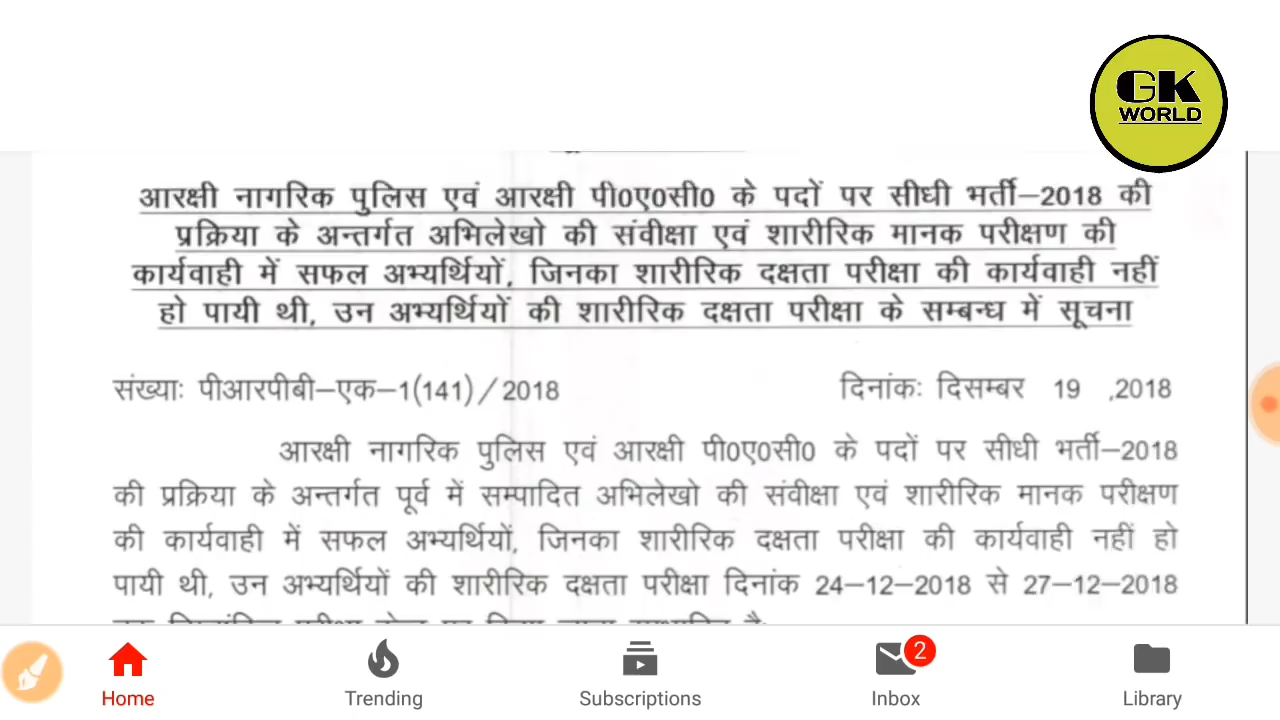 GK
WORLD
आरक्षी नागरिक पुलिस एवं आरक्षी पी0ए0सी0 के पदों पर सीधी भर्ती–2018 की
प्रक्रिया के अन्तर्गत अभिलेखो की संवीक्षा एवं शारीरिक मानक परीक्षण की
कार्यवाही में सफल अभ्यर्थियों, जिनका शारीरिक दक्षता परीक्षा की कार्यवाही नहीं
हो पायी थी, उन अभ्यर्थियों की शारीरिक दक्षता परीक्षा के सम्बन्ध में सूचना
संख्याः पीआरपीबी–एक–1(141)/2018 दिनांकः दिसम्बर 19 ,2018
आरक्षी नागरिक पुलिस एवं आरक्षी पी0ए0सी0 के पदों पर सीधी भर्ती–2018
की प्रक्रिया के अन्तर्गत पूर्व में सम्पादित अभिलेखो की संवीक्षा एवं शारीरिक मानक परीक्षण
की कार्यवाही में सफल अभ्यर्थियों, जिनका शारीरिक दक्षता परीक्षा की कार्यवाही नहीं हो
पायी थी, उन अभ्यर्थियों की शारीरिक दक्षता परीक्षा दिनांक 24–12–2018 से 27–12–2018
2
Home Trending Subscriptions Inbox Library